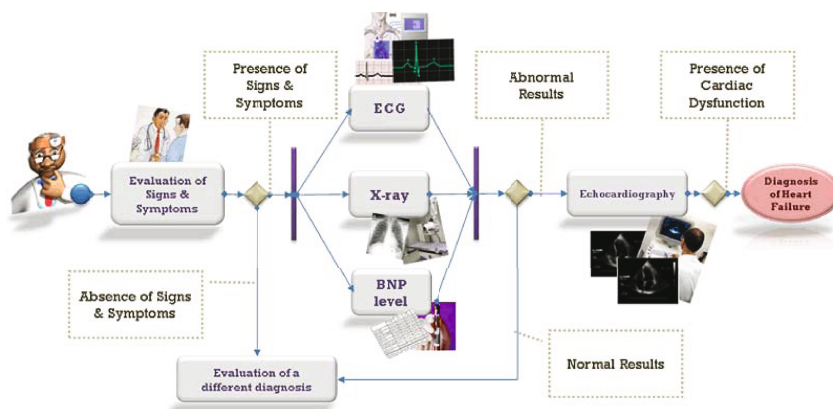 Presence of
Signs &
Symptoms
ECG
Abnormal
Results
Presence of
Cardiac
Dysfunction
Evaluation of
Signs &
Symptoms
X-ray
Echocardiography
Diagnosis
of Heart
Failure
Absence of Signs
& Symptoms
BNP
level
Evaluation of a
different diagnosis
Normal Results